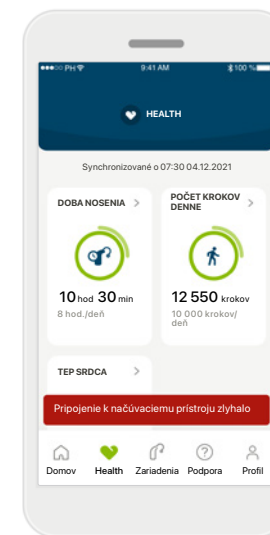 PH 9:41 AM 100 %
HEALTH
Synchronizované o 07:30 04.12.2021
DOBA NOSENIA
10 hod 30 min
8 hod./deň
POČET KROKOV
DENNE
12 550 krokov
10 000 krokov/
deň
TEP SRDCA
Pripojenie k načúvaciemu prístroju zlyhalo
Domov Health Zariadenia Podpora Profil